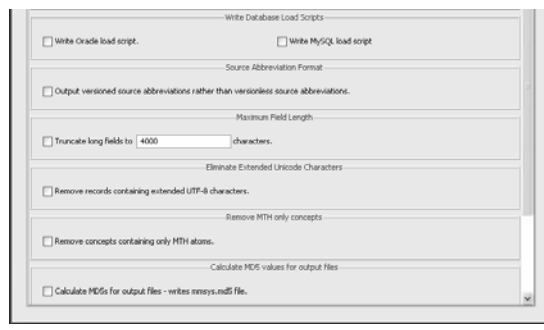 Write Database Load Scripts
Write Oracle load script. Write MySQL load script
Source Abbreviation Format
Output versioned source abbreviations rather than versionless source abbreviations.
Maximum Field Length
Truncate long fields to 4000 characters.
Eliminate Extended Unicode Characters
Remove records containing extended UTF-8 characters.
Remove MTH only concepts
Remove concepts containing only MTH atoms.
Calculate MD5 values for output files
Calculate MD5s for output files - writes mmsys.md5 file.